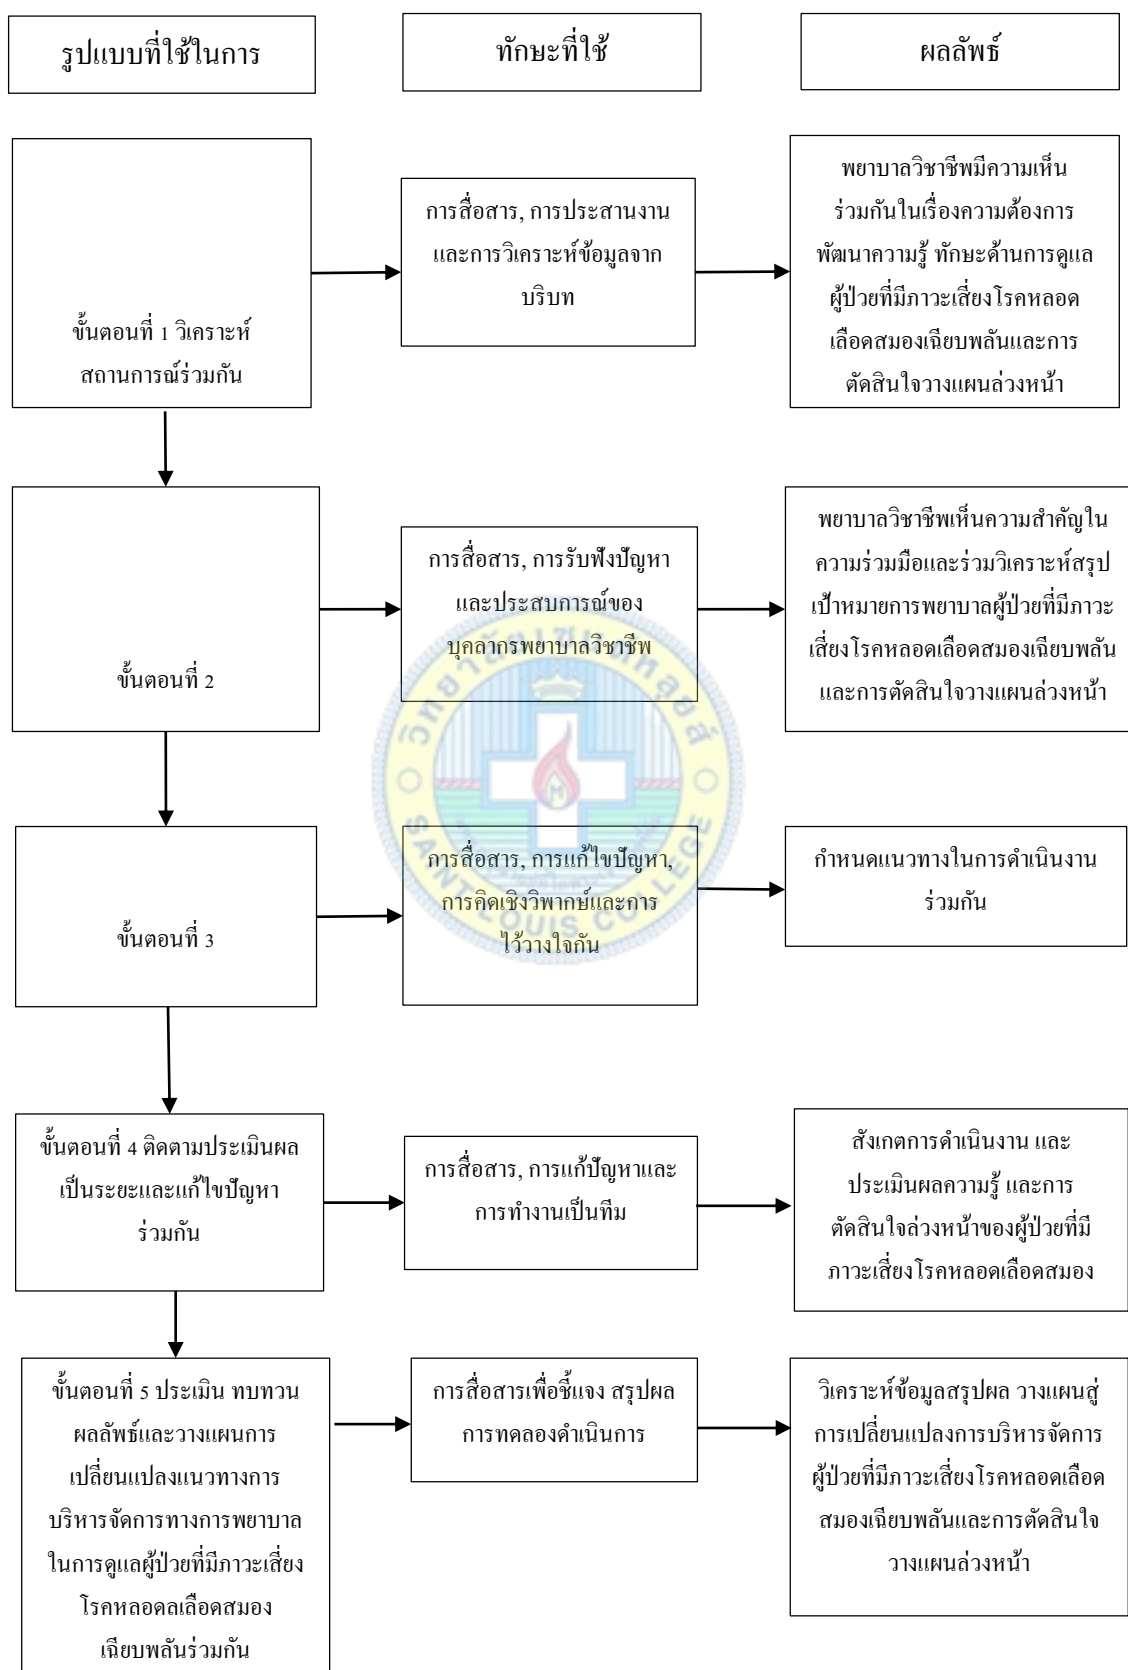 รูปแบบที่ใช้ในการ
ทักษะที่ใช้
ผลลัพธ์
ขั้นตอนที่ 1 วิเคราะห์
สถานการณ์ร่วมกัน
การสื่อสาร, การประสานงาน
และการวิเคราะห์ข้อมูลจาก
บริบท
พยาบาลวิชาชีพมีความเห็น
ร่วมกันในเรื่องความต้องการ
พัฒนาความรู้ ทักษะด้านการดูแล
ผู้ป่วยที่มีภาวะเสี่ยงโรคหลอด
เลือดสมองเฉียบพลันและการ
ตัดสินใจวางแผนล่วงหน้า
ขั้นตอนที่ 2
การสื่อสาร, การรับฟังปัญหา
และประสบการณ์ของ
บุคลากรพยาบาลวิชาชีพ
พยาบาลวิชาชีพเห็นความสำคัญใน
ความร่วมมือและร่วมวิเคราะห์สรุป
เป้าหมายการพยาบาลผู้ป่วยที่มีภาวะ
เสี่ยงโรคหลอดเลือดสมองเฉียบพลัน
และการตัดสินใจวางแผนล่วงหน้า
วิทยาลัยเซนต์หลุยส์
SAINT LOUIS COLLEGE
ขั้นตอนที่ 3
การสื่อสาร, การแก้ไขปัญหา,
การคิดเชิงวิพากษ์และการ
ไว้วางใจกัน
กำหนดแนวทางในการดำเนินงาน
ร่วมกัน
ขั้นตอนที่ 4 ติดตามประเมินผล
เป็นระยะและแก้ไขปัญหา
ร่วมกัน
การสื่อสาร, การแก้ปัญหาและ
การทำงานเป็นทีม
สังเกตการดำเนินงาน และ
ประเมินผลความรู้ และการ
ตัดสินใจล่วงหน้าของผู้ป่วยที่มี
ภาวะเสี่ยงโรคหลอดเลือดสมอง
ขั้นตอนที่ 5 ประเมิน ทบทวน
ผลลัพธ์และวางแผนการ
เปลี่ยนแปลงแนวทางการ
บริหารจัดการทางการพยาบาล
ในการดูแลผู้ป่วยที่มีภาวะเสี่ยง
โรคหลอดลเลือดสมอง
เฉียบพลันร่วมกัน
การสื่อสารเพื่อชี้แจง สรุปผล
การทดลองดำเนินการ
วิเคราะห์ข้อมูลสรุปผล วางแผนสู่
การเปลี่ยนแปลงการบริหารจัดการ
ผู้ป่วยที่มีภาวะเสี่ยงโรคหลอดเลือด
สมองเฉียบพลันและการตัดสินใจ
วางแผนล่วงหน้า